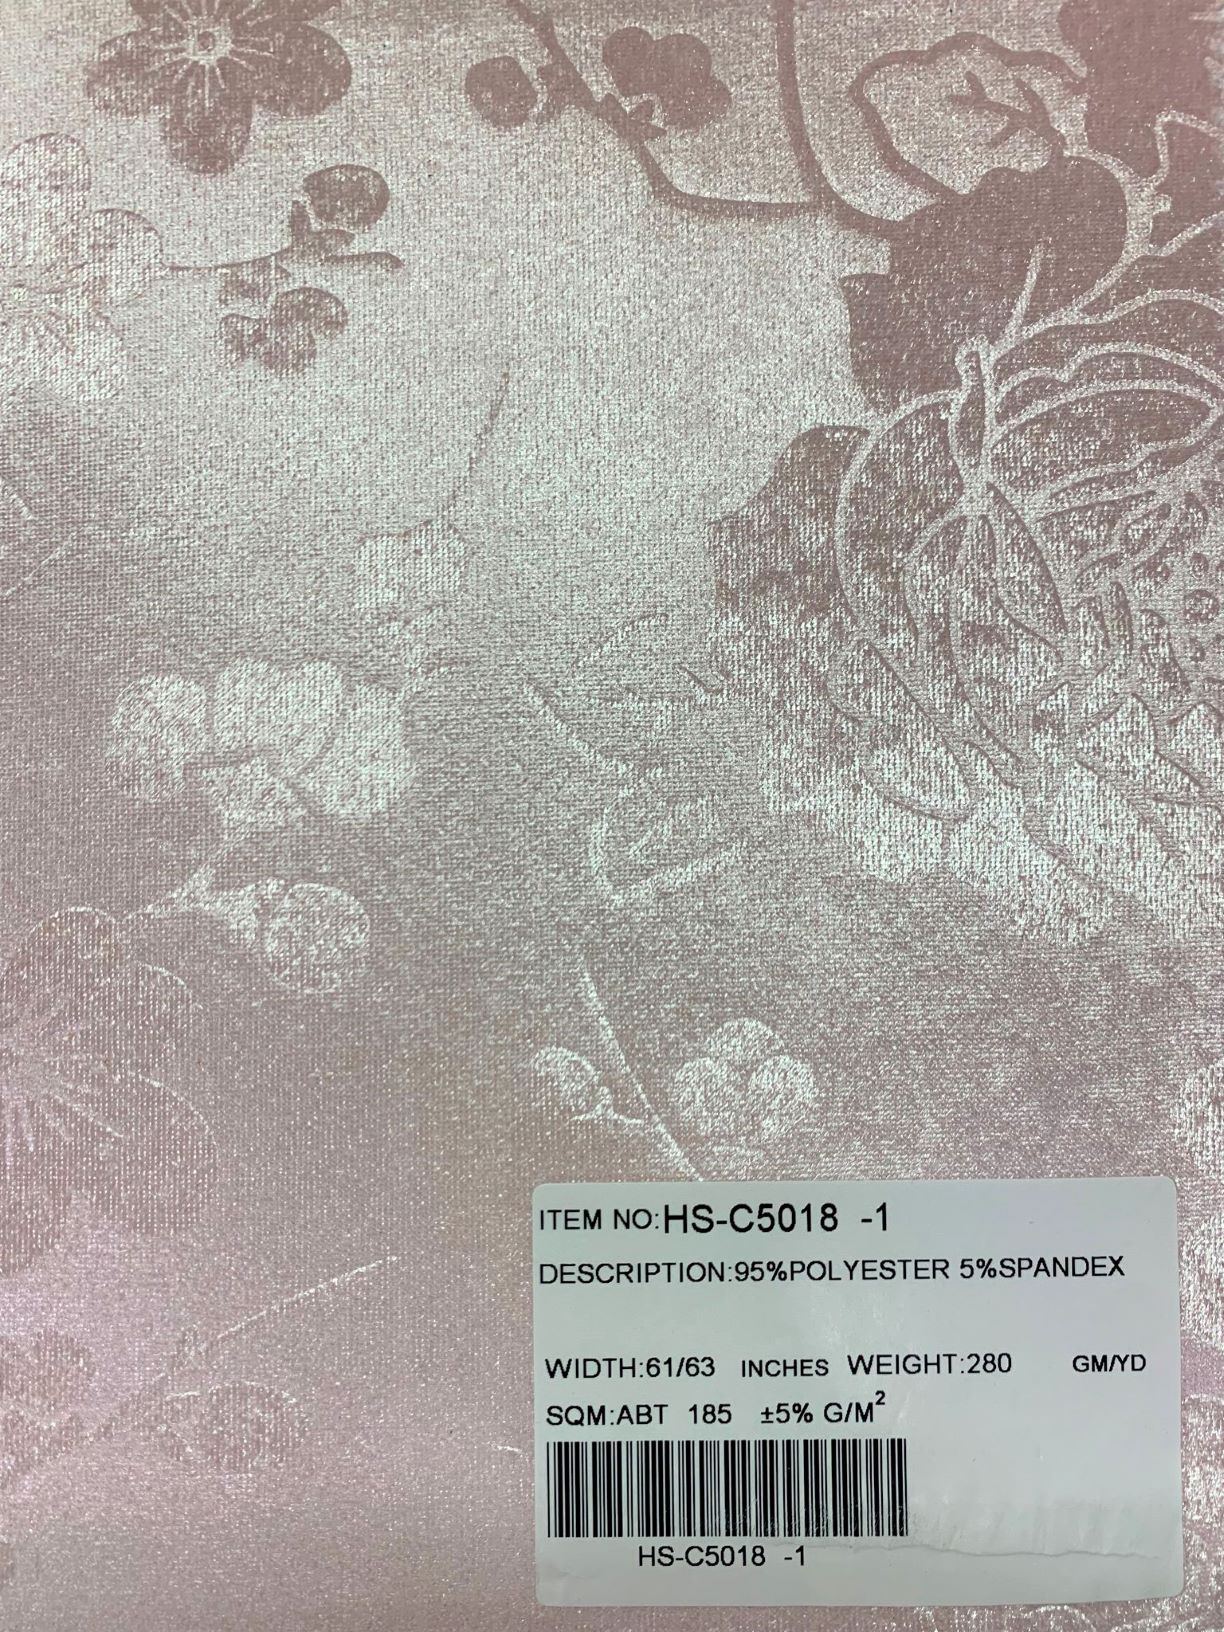 ITEM NO:HS-C5018 -1
DESCRIPTION:95%POLYESTER 5%SPANDEX
WIDTH:61/63 INCHES WEIGHT:280 GM/YD
SQM:ABT 185 ±5% G/M²
HS-C5018 -1